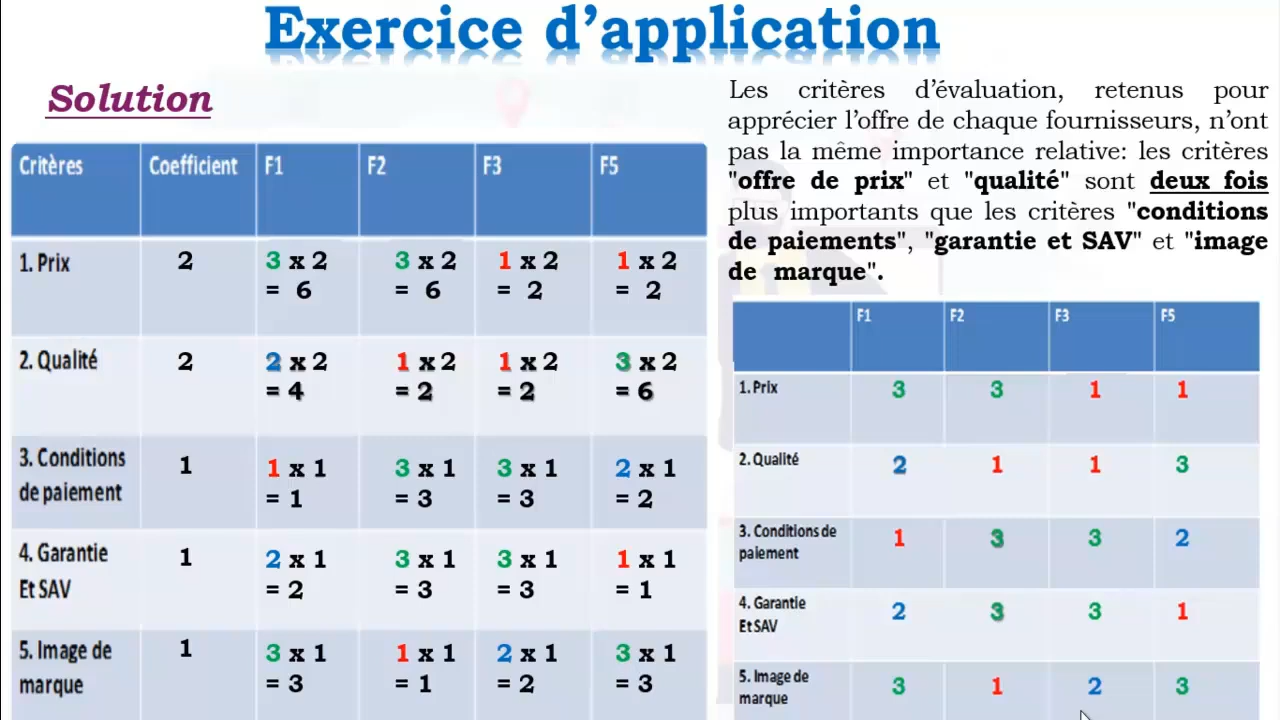 Exercice d'application
Solution
Critères Coefficient F1 F2 F3 F5
1. Prix 2 3 x 2 3 x 2 1 x 2 1 x 2
= 6 = 6 = 2 = 2
2. Qualité 2 2 x 2 1 x 2 1 x 2 3 x 2
= 4 = 2 = 2 = 6
3. Conditions 1 1 x 1 3 x 1 3 x 1 2 x 1
de paiement = 1 = 3 = 3 = 2
4. Garantie 1 2 x 1 3 x 1 3 x 1 1 x 1
Et SAV = 2 = 3 = 3 = 1
5. Image de 1 3 x 1 1 x 1 2 x 1 3 x 1
marque = 3 = 1 = 2 = 3
Les critères d'évaluation, retenus pour
apprécier l'offre de chaque fournisseurs, n'ont
pas la même importance relative: les critères
"offre de prix" et "qualité" sont deux fois
plus importants que les critères "conditions
de paiements", "garantie et SAV" et "image
de marque".
F1 F2 F3 F5
1. Prix 3 3 1 1
2. Qualité 2 1 1 3
3. Conditions de 1 3 3 2
paiement
4. Garantie 2 3 3 1
Et SAV
5. Image de 3 1 2 3
marque